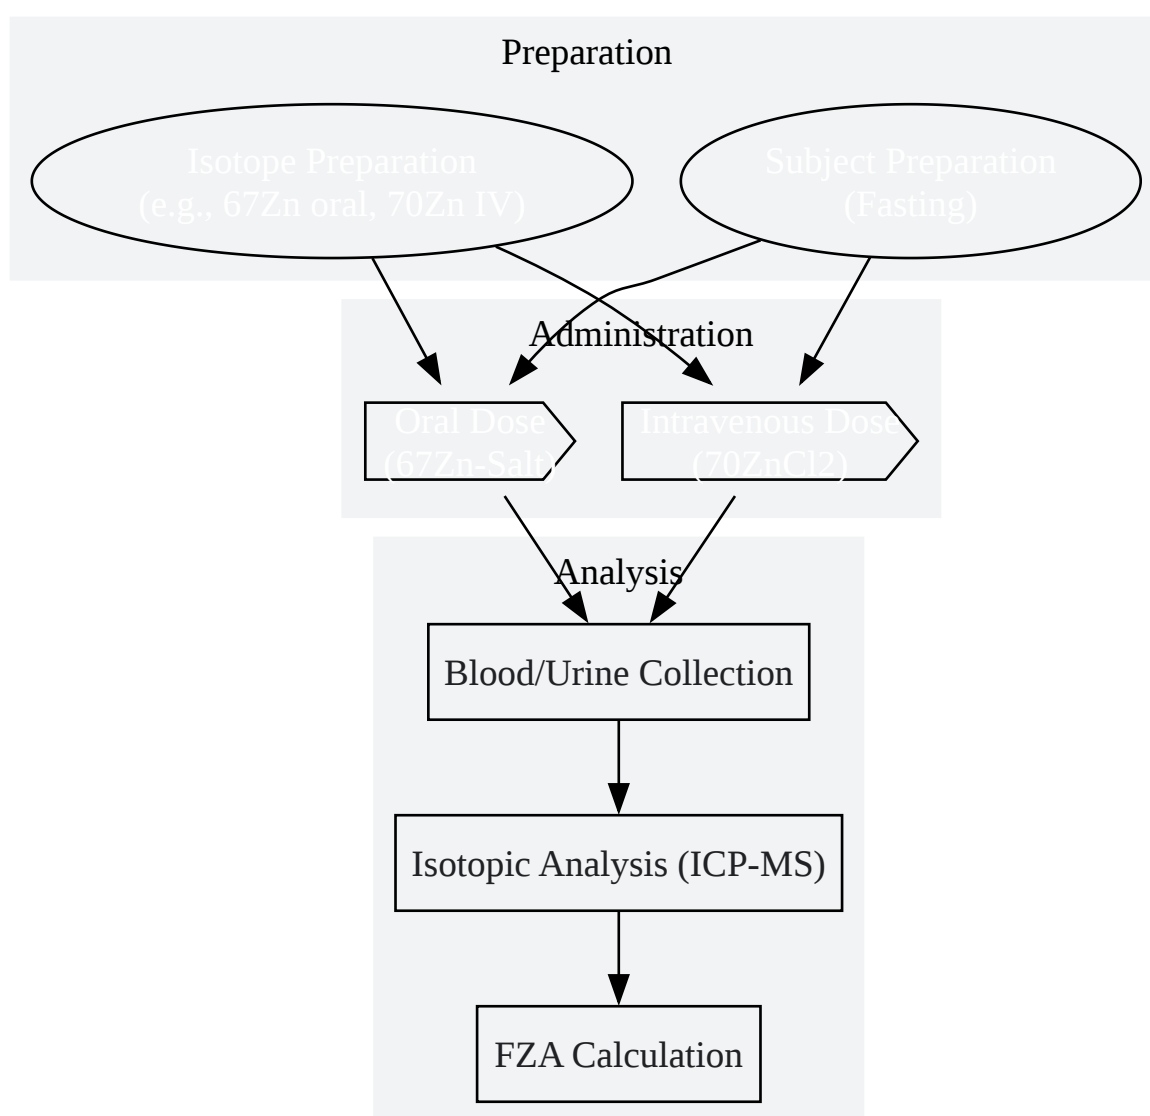 Preparation
Isotope Preparation
(e.g., 67Zn oral, 70Zn IV)
Subject Preparation
(Fasting)
Administration
Oral Dose
(67Zn-Salt)
Intravenous Dose
(70ZnCl2)
Analysis
Blood/Urine Collection
Isotopic Analysis (ICP-MS)
FZA Calculation